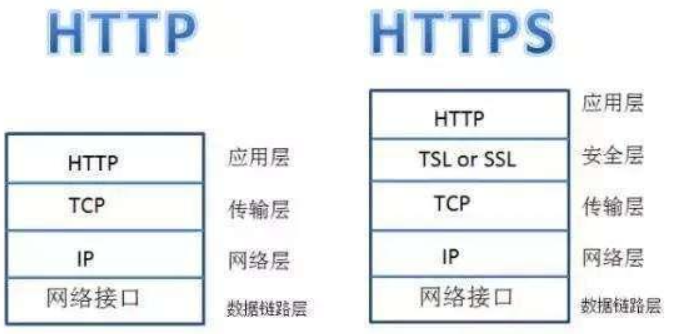 HTTP
HTTP 应用层
TCP 传输层
IP 网络层
网络接口 数据链路层
HTTPS
HTTP 应用层
TSL or SSL 安全层
TCP 传输层
IP 网络层
网络接口 数据链路层